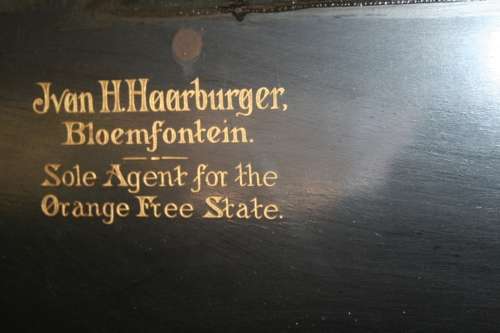 Ivan H. Haarburger,
Bloemfontein.
Sole Agent for the
Orange Free State.